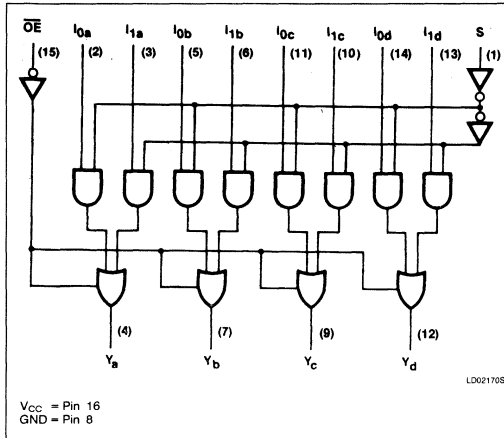 OE I0a I1a I0b I1b I0c I1c I0d I1d S
(15) (2) (3) (5) (6) (11) (10) (14) (13) (1)
(4) (7) (9) (12)
Ya Yb Yc Yd
LD02170S
VCC = Pin 16
GND = Pin 8